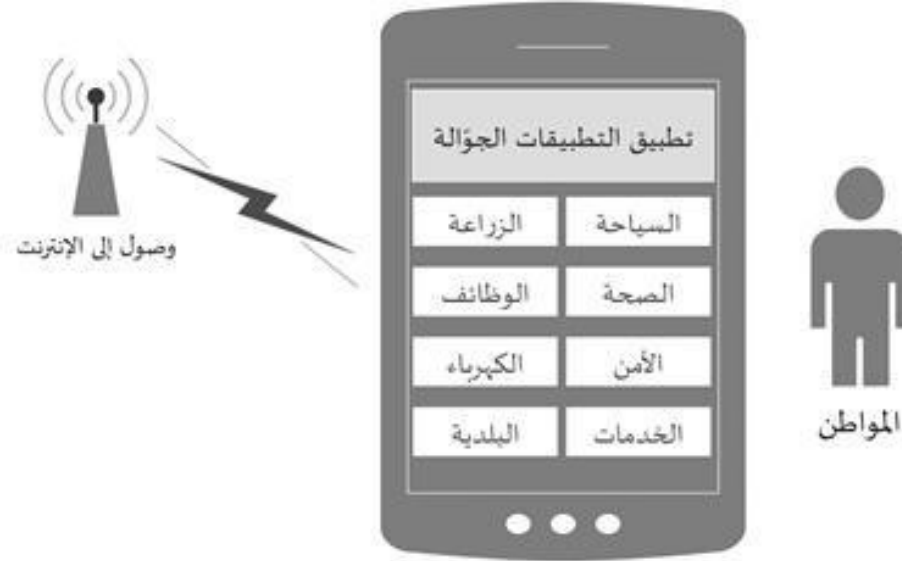 تطبيق التطبيقات الجوّالة
السياحة الزراعة
الصحة الوظائف
الأمن الكهرباء
الخدمات البلدية
وصول إلى الإنترنت
المواطن